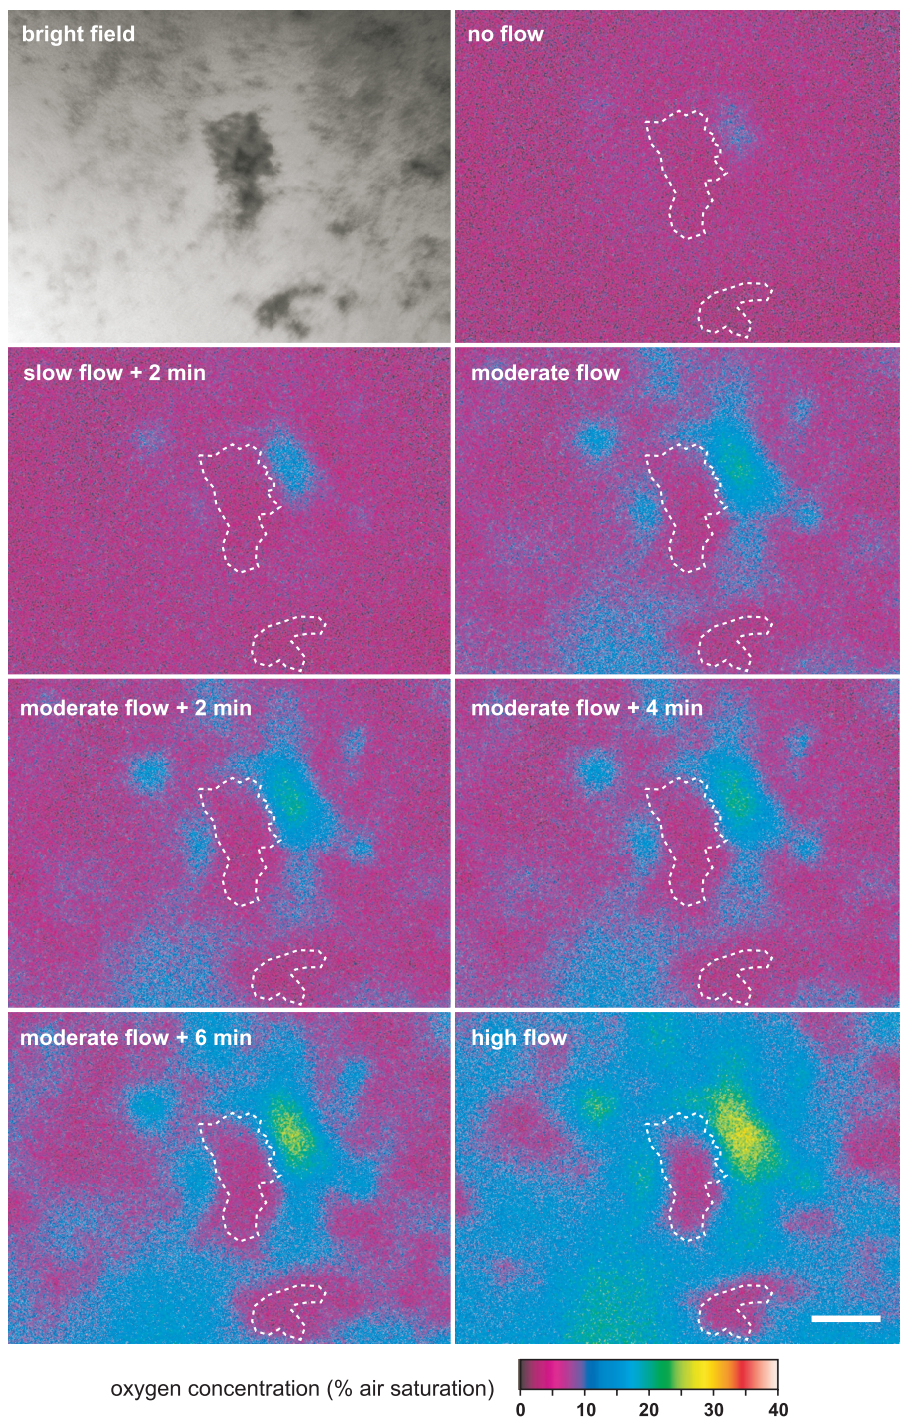 bright field
no flow
slow flow + 2 min
moderate flow
moderate flow + 2 min
moderate flow + 4 min
moderate flow + 6 min
high flow
oxygen concentration (% air saturation)
0 10 20 30 40